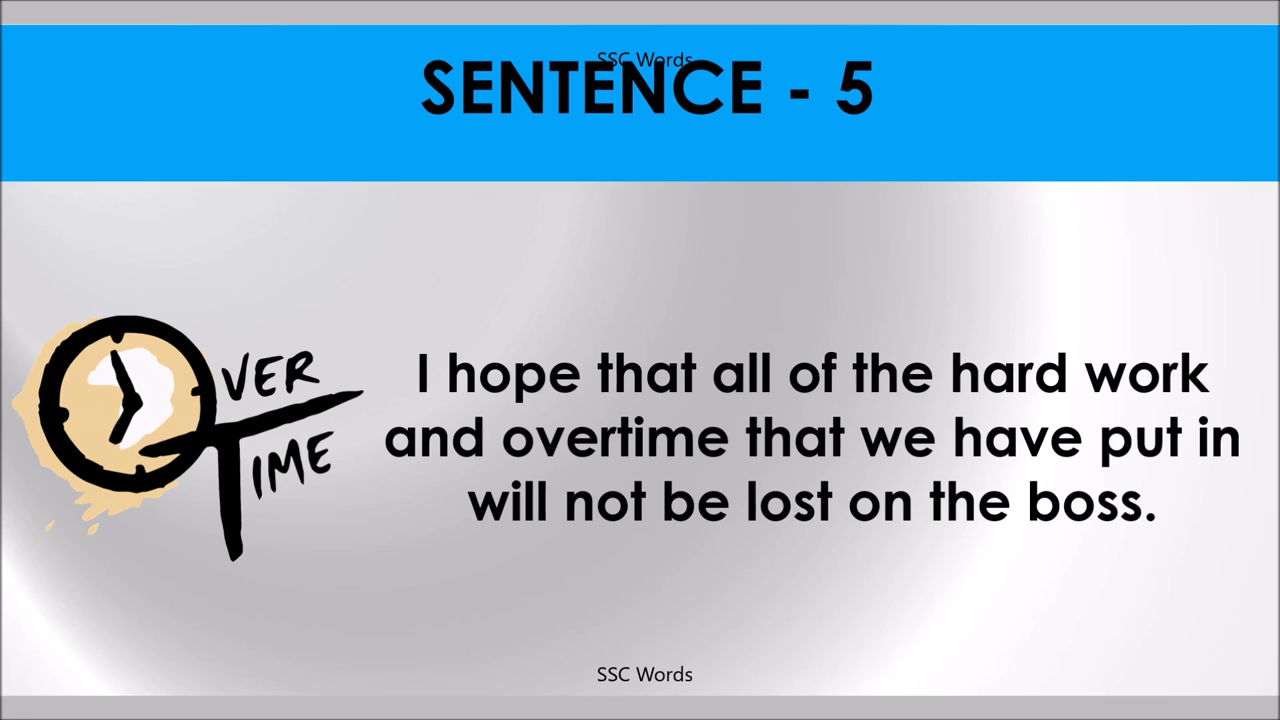 SSC Words
SENTENCE - 5
OVER
TIME
I hope that all of the hard work
and overtime that we have put in
will not be lost on the boss.
SSC Words